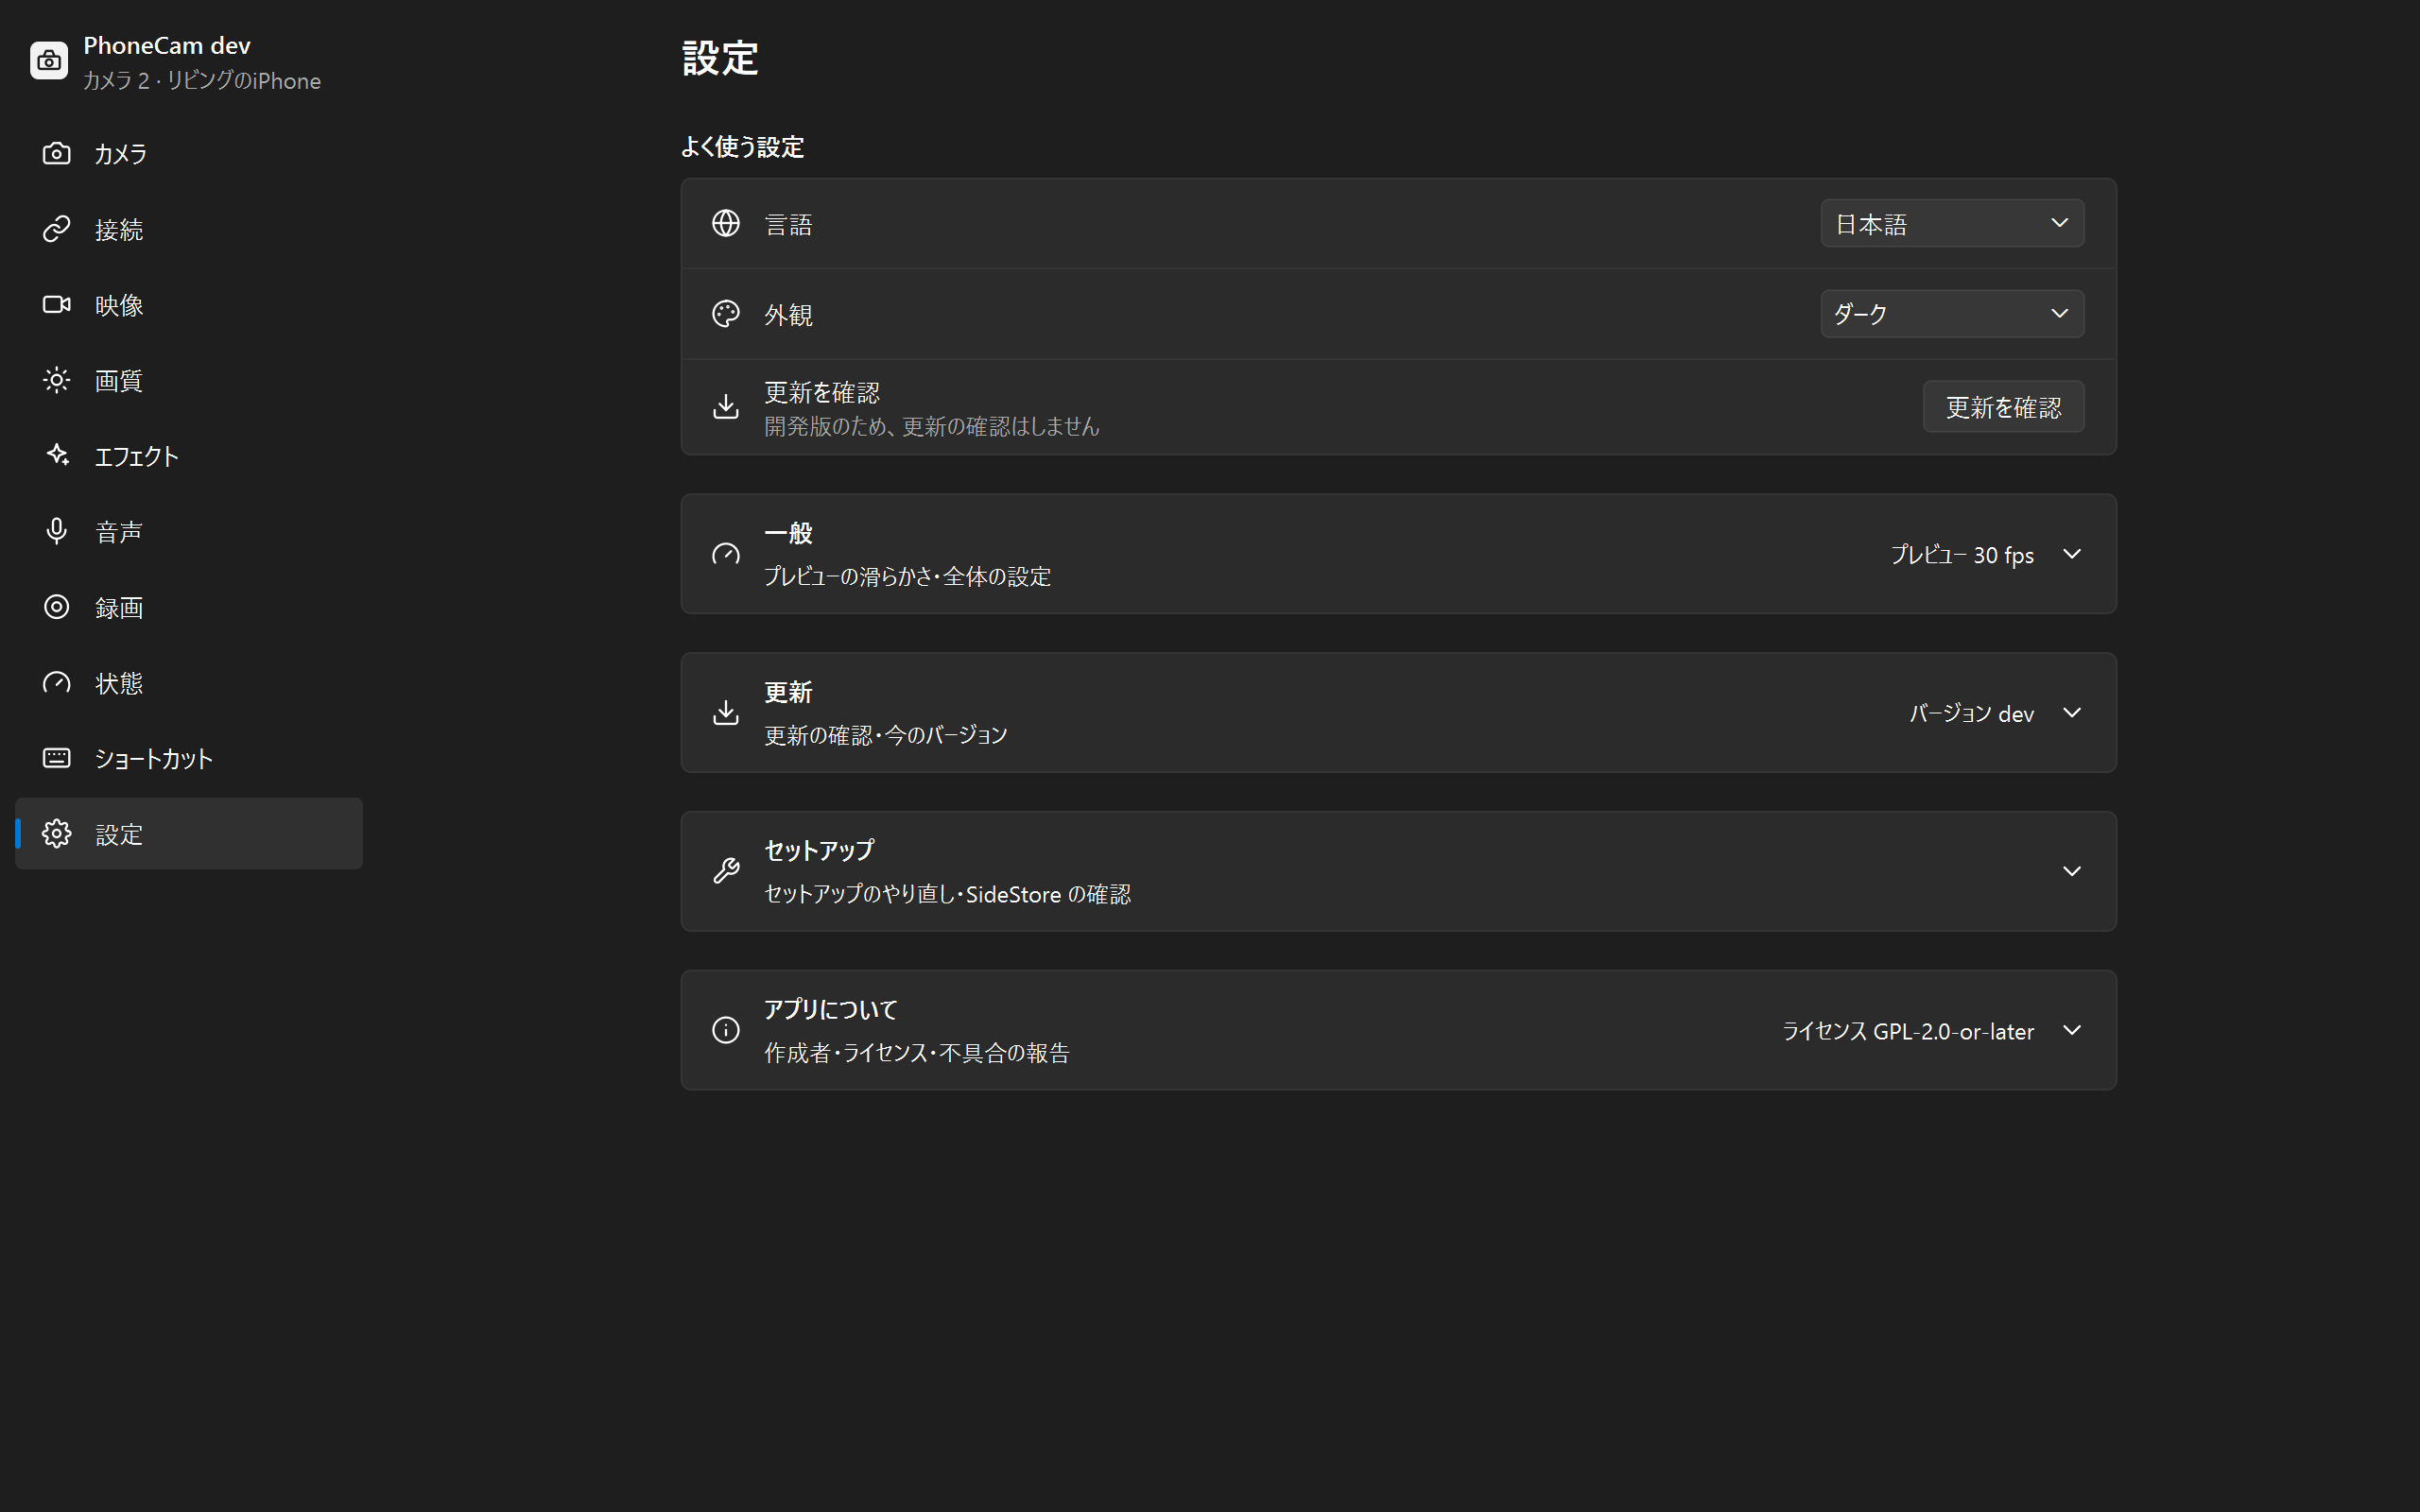 PhoneCam dev
カメラ 2 · リビングのiPhone
カメラ
接続
映像
画質
エフェクト
音声
録画
状態
ショートカット
設定
設定
よく使う設定
言語
日本語
外観
ダーク
更新を確認
開発版のため、更新の確認はしません
更新を確認
一般
プレビューの滑らかさ・全体の設定
プレビュー 30 fps
更新
更新の確認・今のバージョン
バージョン dev
セットアップ
セットアップのやり直し・SideStore の確認
アプリについて
作成者・ライセンス・不具合の報告
ライセンス GPL-2.0-or-later